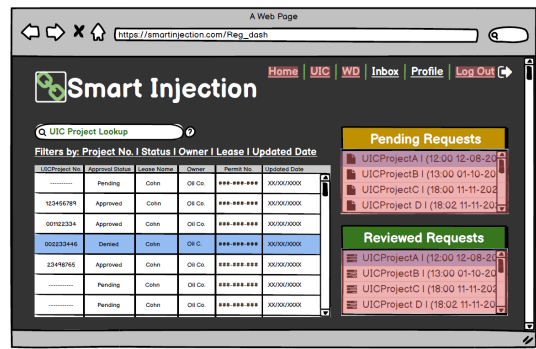 A Web Page
https://smartinjection.com/Reg_dash
Home | UIC | WD | Inbox | Profile | Log Out
Smart Injection
UIC Project Lookup
Filters by: Project No. | Status | Owner | Lease | Updated Date
UICProject No. Approval Status Lease Name Owner Permit No Updated Date
---------- Pending Cohn Oil Co. ###-###-### XX/XX/XXXX
123456789 Approved Cohn Oil Co. ###-###-### XX/XX/XXXX
001122334 Approved Cohn Oil Co. ###-###-### XX/XX/XXXX
002233446 Denied Cohn Oil C. ###-###-### XX/XX/XXXX
23498765 Approved Cohn Oil Co. ###-###-### XX/XX/XXXX
---------- Pending Cohn Oil Co. ###-###-### XX/XX/XXXX
---------- Pending Cohn Oil Co. ###-###-### XX/XX/XXXX
Pending Requests
UICProjectA | (12:00 12-08-20
UICProjectB | (13:00 01-10-20
UICProjectC | (18:00 11-11-202
UICProject D | (18:02 11-11-202
Reviewed Requests
UICProjectA | (12:00 12-08-20
UICProjectB | (13:00 01-10-20
UICProjectC | (18:00 11-11-202
UICProject D | (18:02 11-11-202